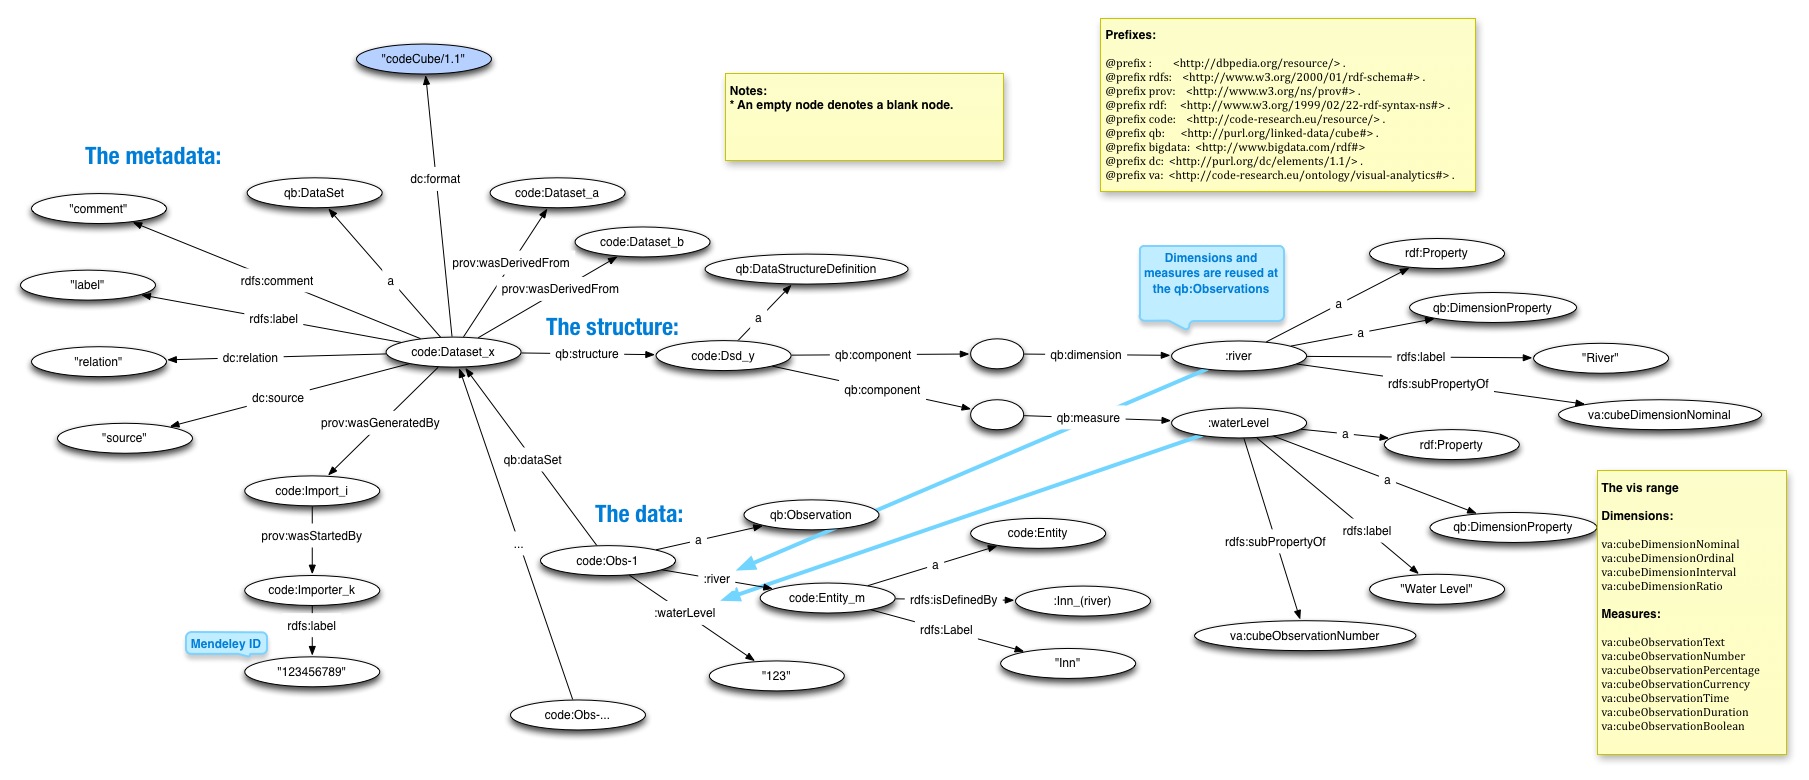 "codeCube/1.1"
Notes:
* An empty node denotes a blank node.
Prefixes:
@prefix : <http://dbpedia.org/resource/> .
@prefix rdfs: <http://www.w3.org/2000/01/rdf-schema#> .
@prefix prov: <http://www.w3.org/ns/prov#> .
@prefix rdf: <http://www.w3.org/1999/02/22-rdf-syntax-ns#> .
@prefix code: <http://code-research.eu/resource/> .
@prefix qb: <http://purl.org/linked-data/cube#> .
@prefix bigdata: <http://www.bigdata.com/rdf#>
@prefix dc: <http://purl.org/dc/elements/1.1/> .
@prefix va: <http://code-research.eu/ontology/visual-analytics#> .
The metadata:
dc:format
qb:DataSet
code:Dataset_a
"comment"
code:Dataset_b
prov:wasDerivedFrom
rdfs:comment
a
prov:wasDerivedFrom
"label"
rdfs:label
"relation"
dc:relation
code:Dataset_x
dc:source
"source"
prov:wasGeneratedBy
code:Import_i
prov:wasStartedBy
code:Importer_k
rdfs:label
Mendeley ID
"123456789"
The structure:
qb:structure
code:Dsd_y
a
qb:DataStructureDefinition
qb:component
qb:component
qb:dimension
qb:measure
Dimensions and
measures are reused at
the qb:Observations
:river
a
rdf:Property
a
qb:DimensionProperty
rdfs:label
"River"
rdfs:subPropertyOf
va:cubeDimensionNominal
:waterLevel
a
rdf:Property
a
qb:DimensionProperty
rdfs:label
"Water Level"
rdfs:subPropertyOf
va:cubeObservationNumber
The data:
qb:dataSet
...
code:Obs-1
a
qb:Observation
:river
code:Entity_m
a
code:Entity
rdfs:isDefinedBy
:Inn_(river)
rdfs:Label
"Inn"
:waterLevel
"123"
code:Obs-...
The vis range
Dimensions:
va:cubeDimensionNominal
va:cubeDimensionOrdinal
va:cubeDimensionInterval
va:cubeDimensionRatio
Measures:
va:cubeObservationText
va:cubeObservationNumber
va:cubeObservationPercentage
va:cubeObservationCurrency
va:cubeObservationTime
va:cubeObservationDuration
va:cubeObservationBoolean